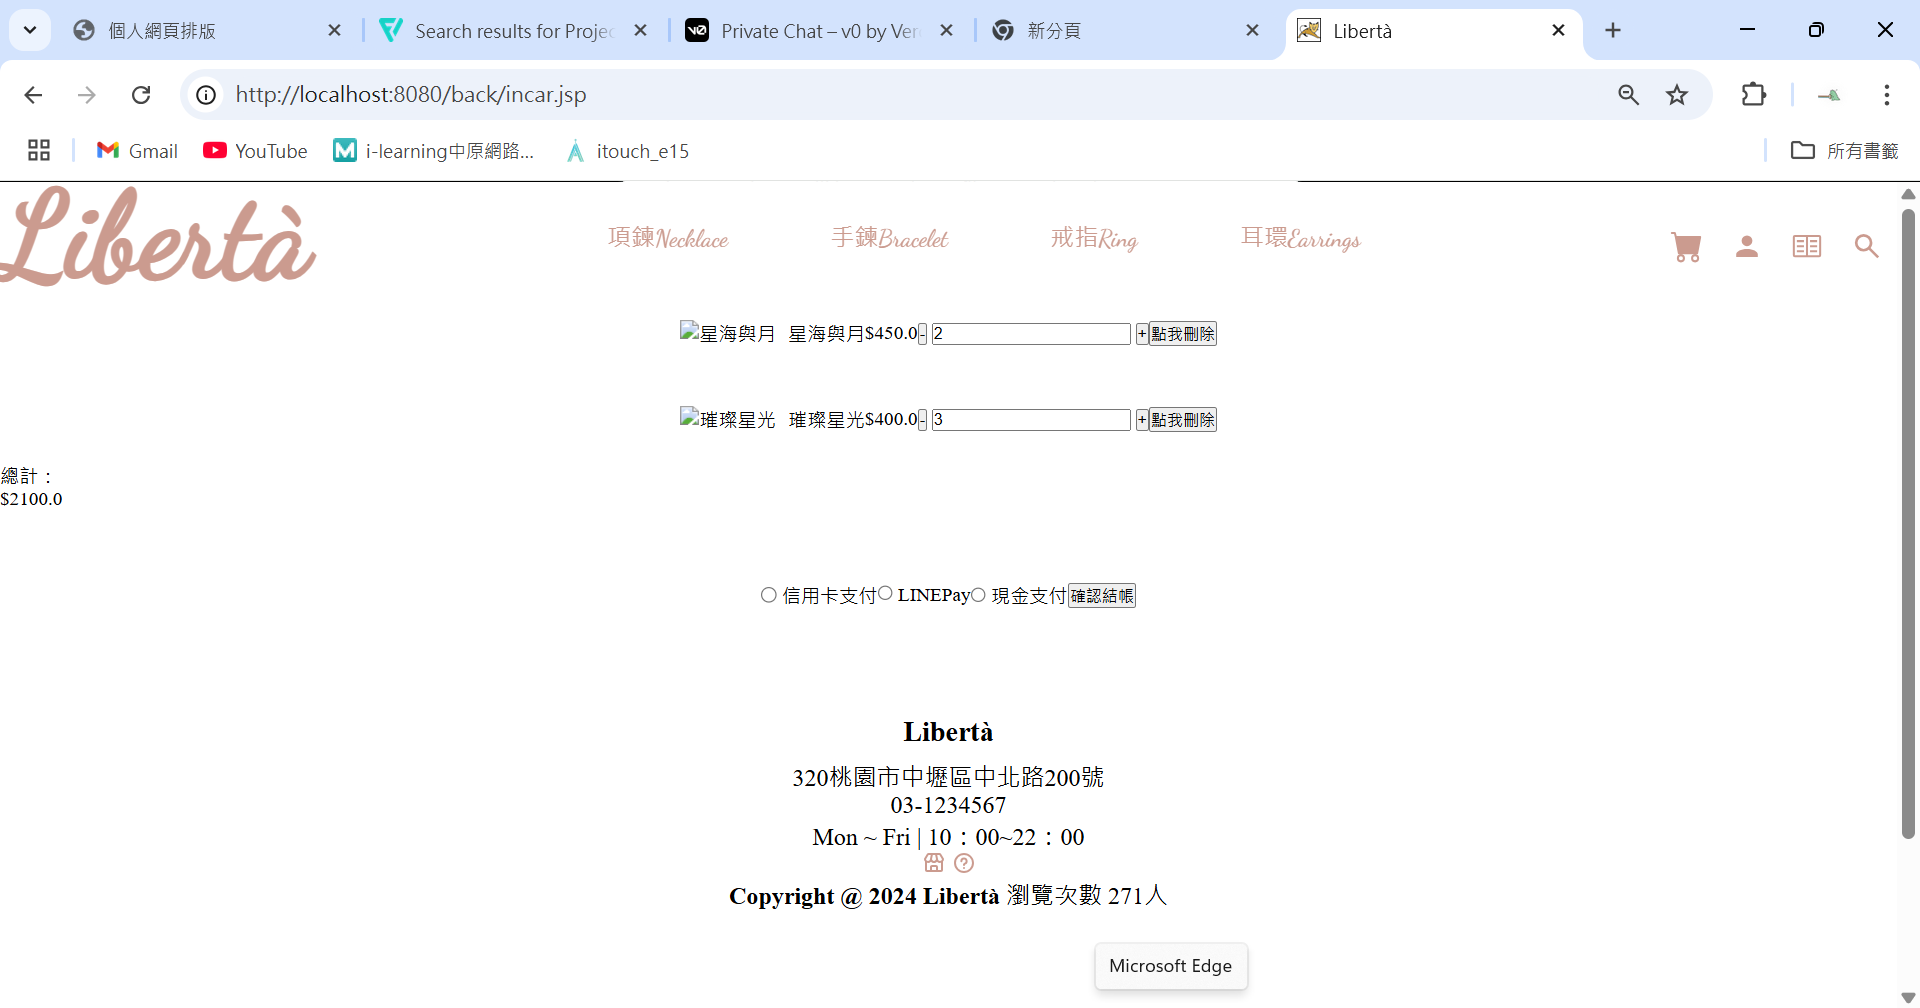 個人網頁排版
Search results for Projec
Private Chat – v0 by Ver
新分頁
Libertà
http://localhost:8080/back/incar.jsp
Gmail
YouTube
i-learning中原網路...
itouch_e15
所有書籤
Libertà
項鍊Necklace
手鍊Bracelet
戒指Ring
耳環Earrings
星海與月 星海與月$450.0- 2 +點我刪除
璀璨星光 璀璨星光$400.0- 3 +點我刪除
總計：
$2100.0
信用卡支付 LINEPay 現金支付 確認結帳
Libertà
320桃園市中壢區中北路200號
03-1234567
Mon ~ Fri | 10：00~22：00
Copyright @ 2024 Libertà 瀏覽次數 271人
Microsoft Edge